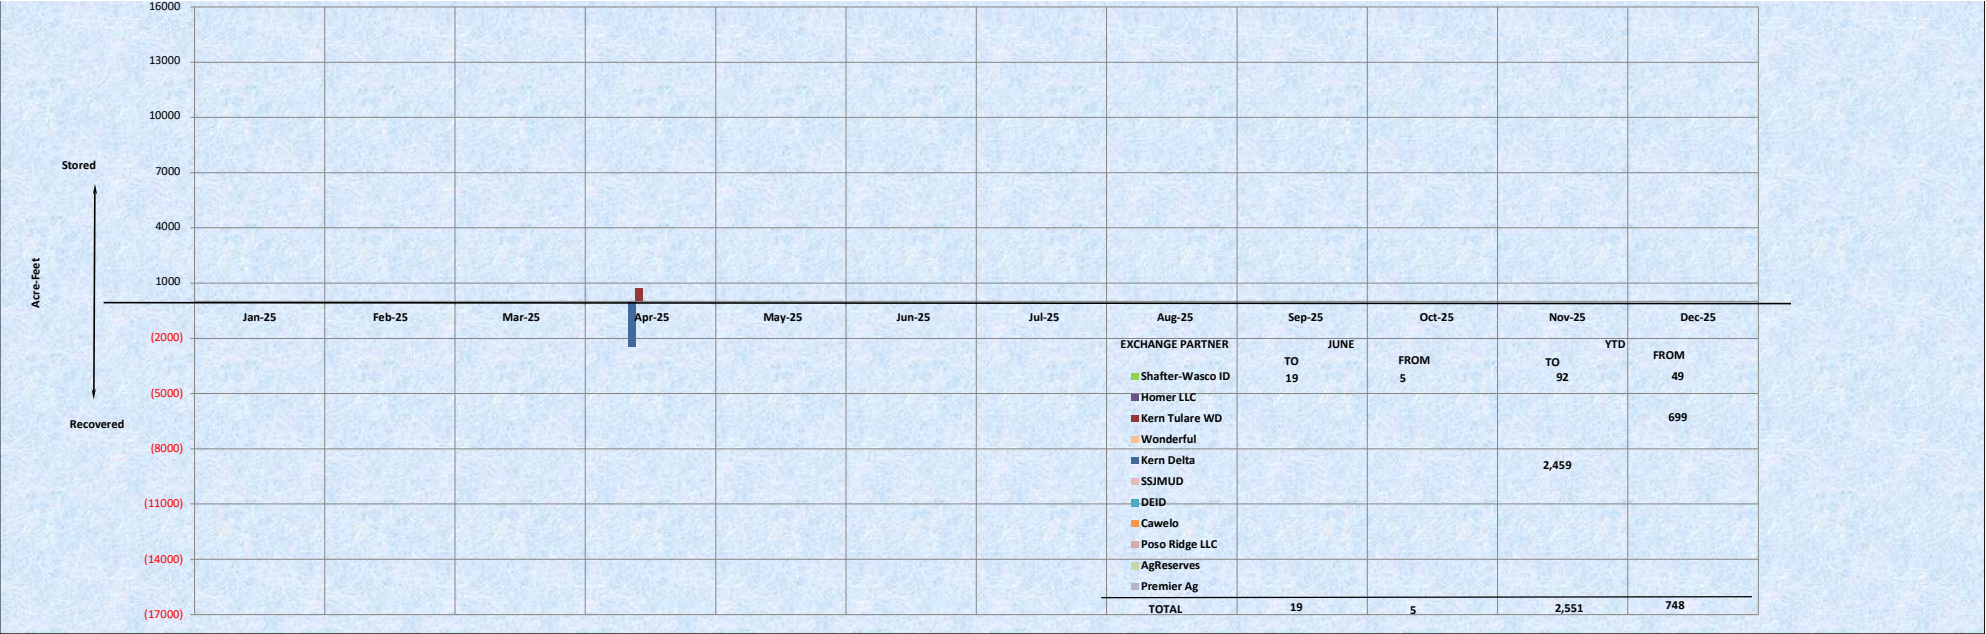 16000
13000
10000
Stored
7000
4000
Acre-Feet
1000
Jan-25 Feb-25 Mar-25 Apr-25 May-25 Jun-25 Jul-25 Aug-25 Sep-25 Oct-25 Nov-25 Dec-25
(2000)
EXCHANGE PARTNER JUNE YTD
TO FROM TO FROM
Shafter-Wasco ID 19 5 92 49
(5000)
Homer LLC
Recovered
Kern Tulare WD 699
Wonderful
(8000)
Kern Delta 2,459
SSJMUD
(11000)
DEID
Cawelo
Poso Ridge LLC
(14000)
AgReserves
Premier Ag
(17000)
TOTAL 19 5 2,551 748